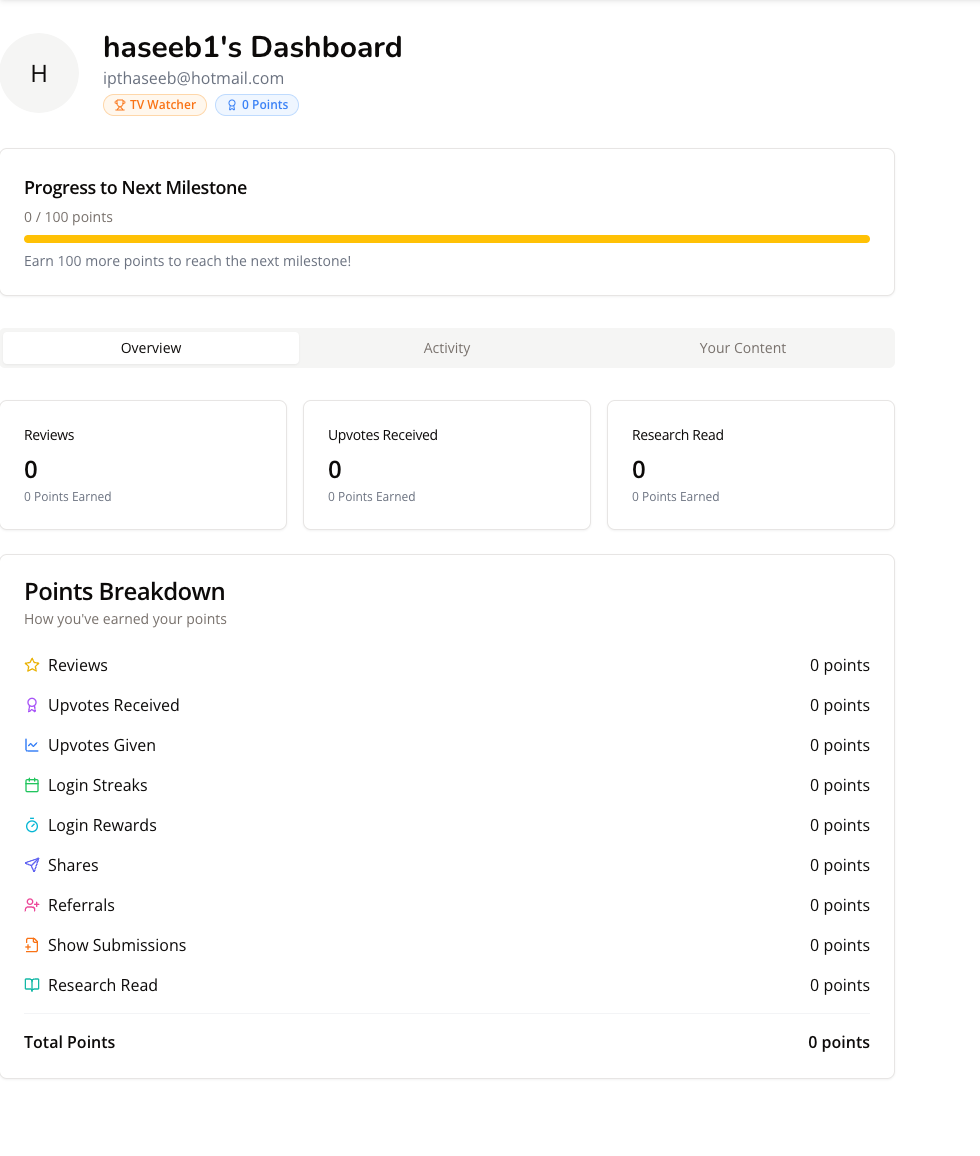 H
haseeb1's Dashboard
ipthaseeb@hotmail.com
TV Watcher
0 Points
Progress to Next Milestone
0 / 100 points
Earn 100 more points to reach the next milestone!
Overview
Activity
Your Content
Reviews
0
0 Points Earned
Upvotes Received
0
0 Points Earned
Research Read
0
0 Points Earned
Points Breakdown
How you've earned your points
Reviews 0 points
Upvotes Received 0 points
Upvotes Given 0 points
Login Streaks 0 points
Login Rewards 0 points
Shares 0 points
Referrals 0 points
Show Submissions 0 points
Research Read 0 points
Total Points 0 points